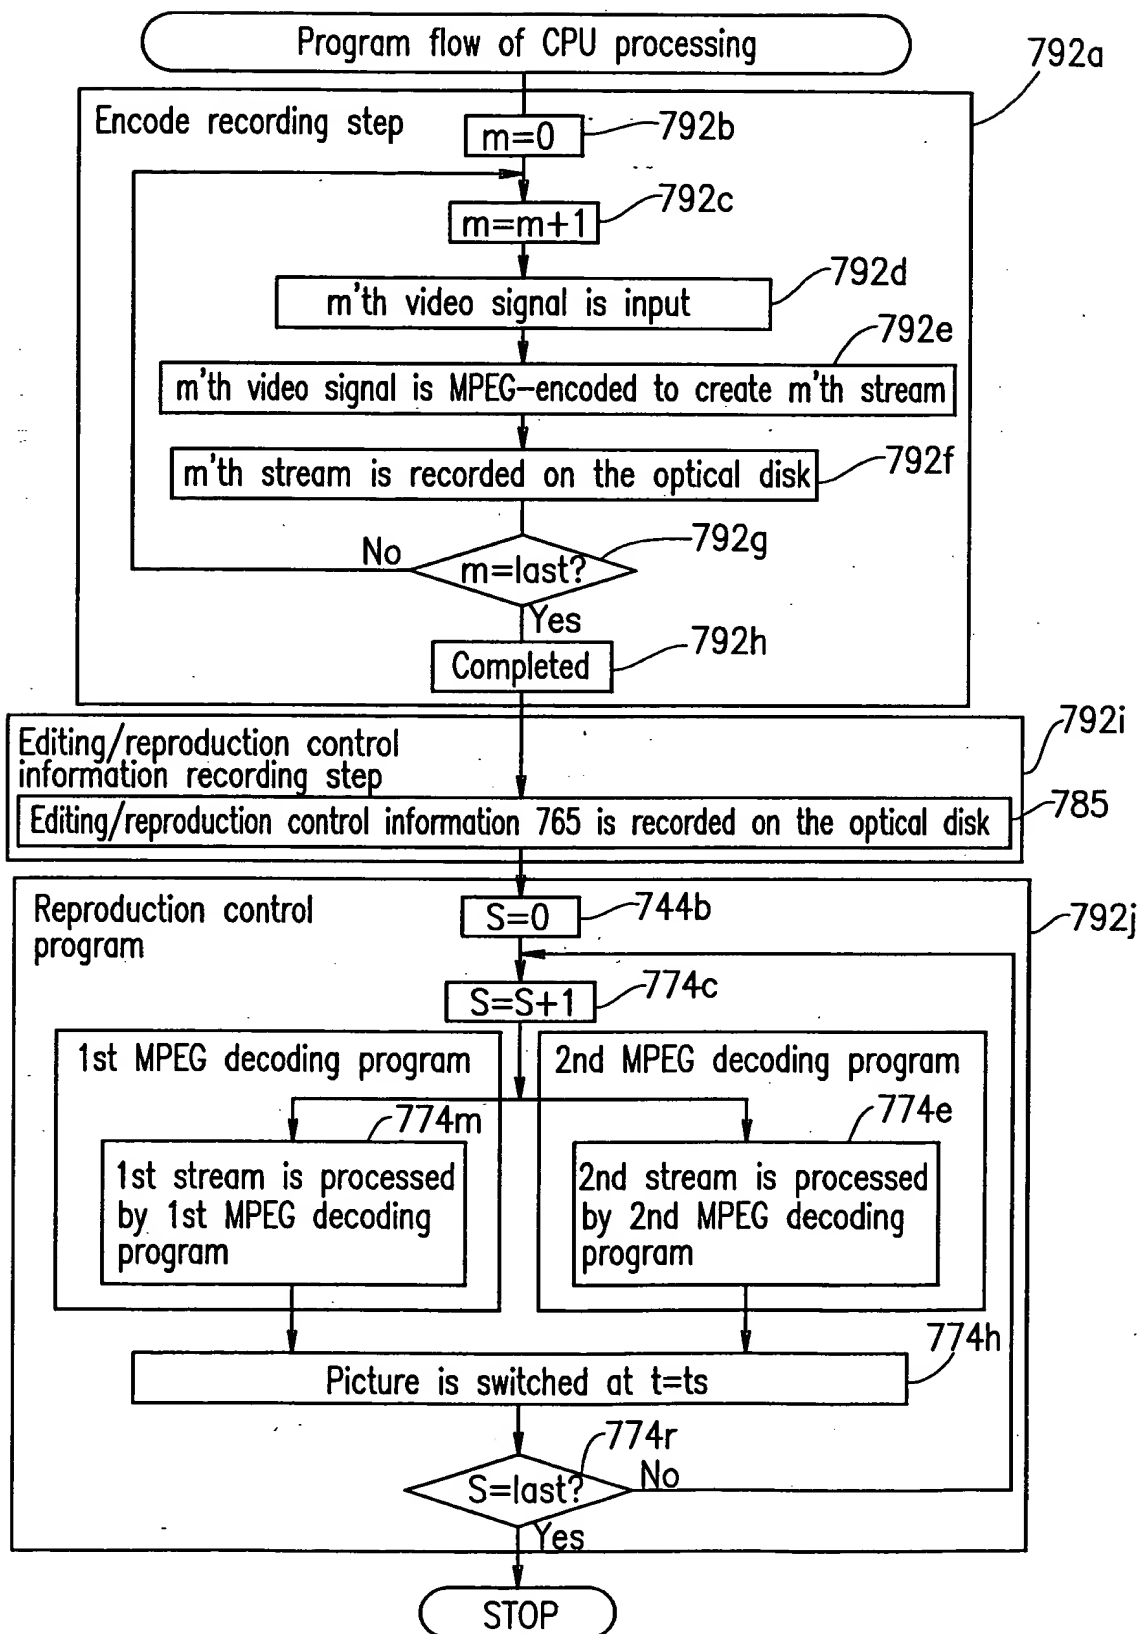 Program flow of CPU processing
792a
Encode recording step
m=0
792b
m=m+1
792c
m'th video signal is input
792d
792e
m'th video signal is MPEG-encoded to create m'th stream
m'th stream is recorded on the optical disk
792f
792g
No
m=last?
Yes
Completed
792h
792i
Editing/reproduction control
information recording step
Editing/reproduction control information 765 is recorded on the optical disk
785
792j
Reproduction control
program
S=0
744b
S=S+1
774c
1st MPEG decoding program
2nd MPEG decoding program
774m
774e
1st stream is processed
by 1st MPEG decoding
program
2nd stream is processed
by 2nd MPEG decoding
program
774h
Picture is switched at t=ts
774r
S=last?
No
Yes
STOP